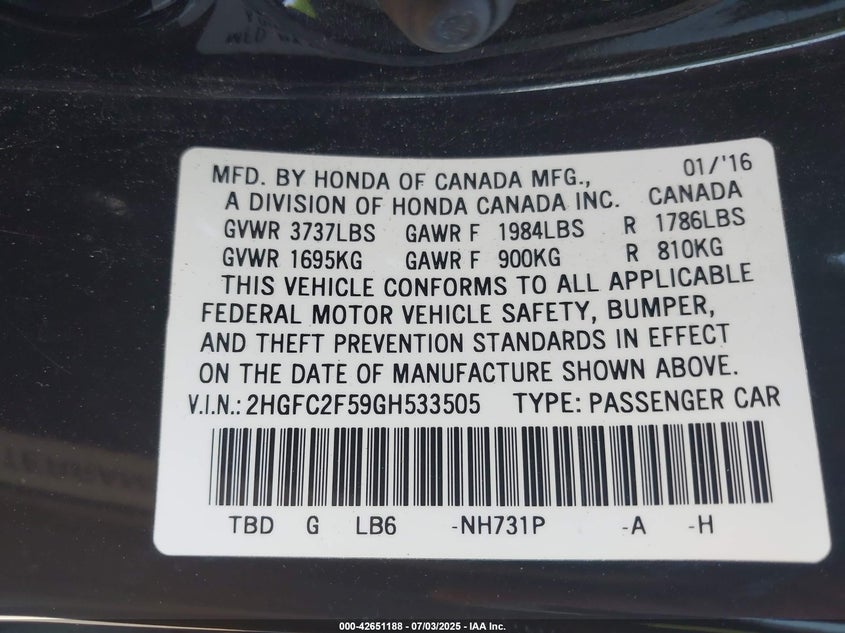 MFD. BY HONDA OF CANADA MFG., 01/'16
A DIVISION OF HONDA CANADA INC. CANADA
GVWR 3737LBS GAWR F 1984LBS R 1786LBS
GVWR 1695KG GAWR F 900KG R 810KG
THIS VEHICLE CONFORMS TO ALL APPLICABLE
FEDERAL MOTOR VEHICLE SAFETY, BUMPER,
AND THEFT PREVENTION STANDARDS IN EFFECT
ON THE DATE OF MANUFACTURE SHOWN ABOVE.
V.I.N.: 2HGFC2F59GH533505 TYPE: PASSENGER CAR
TBD G LB6 -NH731P -A -H
000-42651188 - 07/03/2025 - IAA Inc.